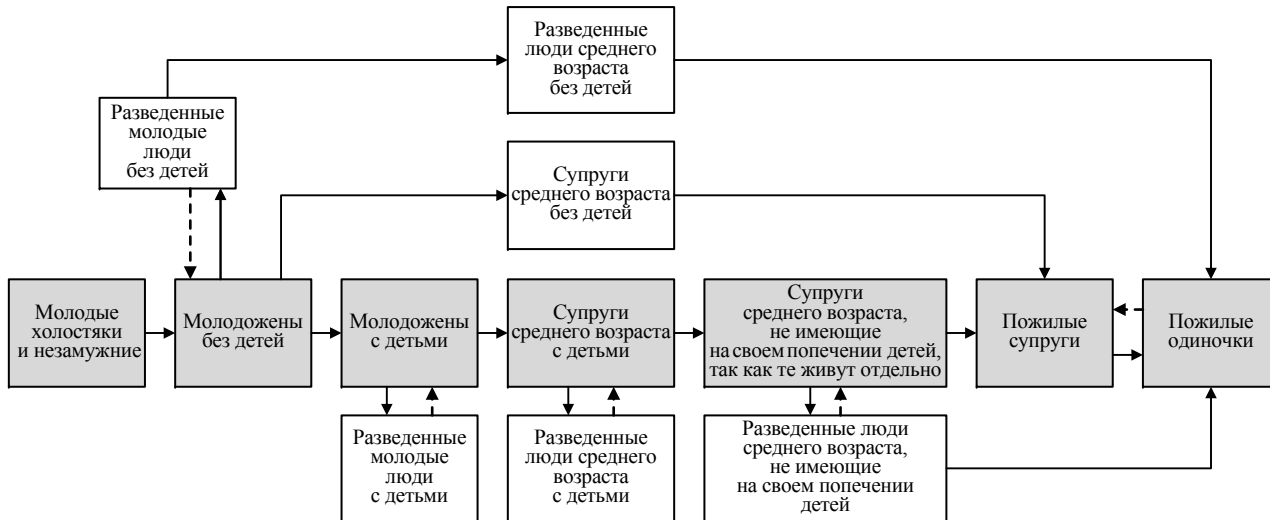 Разведенные
люди среднего
возраста
без детей
Разведенные
молодые
люди
без детей
Супруги
среднего возраста
без детей
Молодые
холостяки
и незамужние
Молодожены
без детей
Молодожены
с детьми
Супруги
среднего возраста
с детьми
Супруги
среднего возраста,
не имеющие
на своем попечении детей,
так как те живут отдельно
Пожилые
супруги
Пожилые
одиночки
Разведенные
молодые
люди
с детьми
Разведенные
люди среднего
возраста
с детьми
Разведенные люди
среднего возраста,
не имеющие
на своем попечении
детей